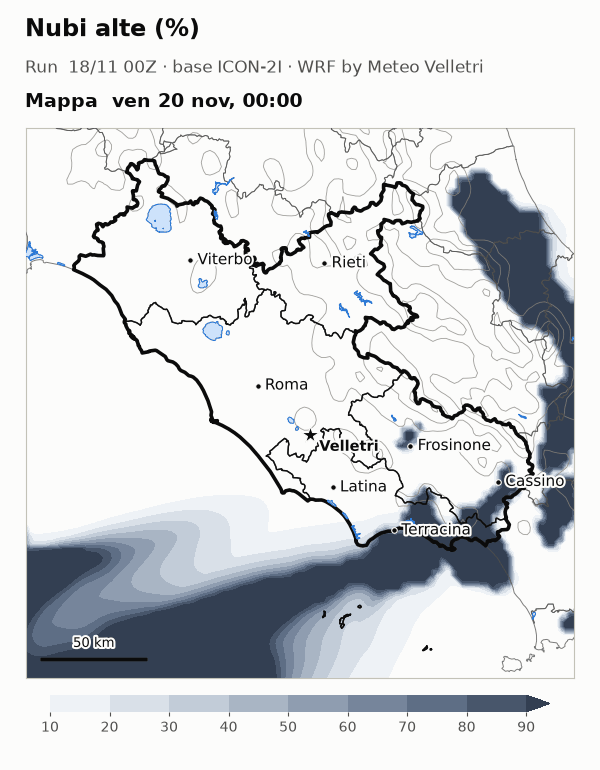 Nubi alte (%)
Run  18/11 00Z · base ICON-2I · WRF by Meteo Velletri
Mappa  ven 20 nov, 00:00
Viterbo
Rieti
Roma
Velletri
Frosinone
Cassino
Latina
Terracina
50 km
10 20 30 40 50 60 70 80 90